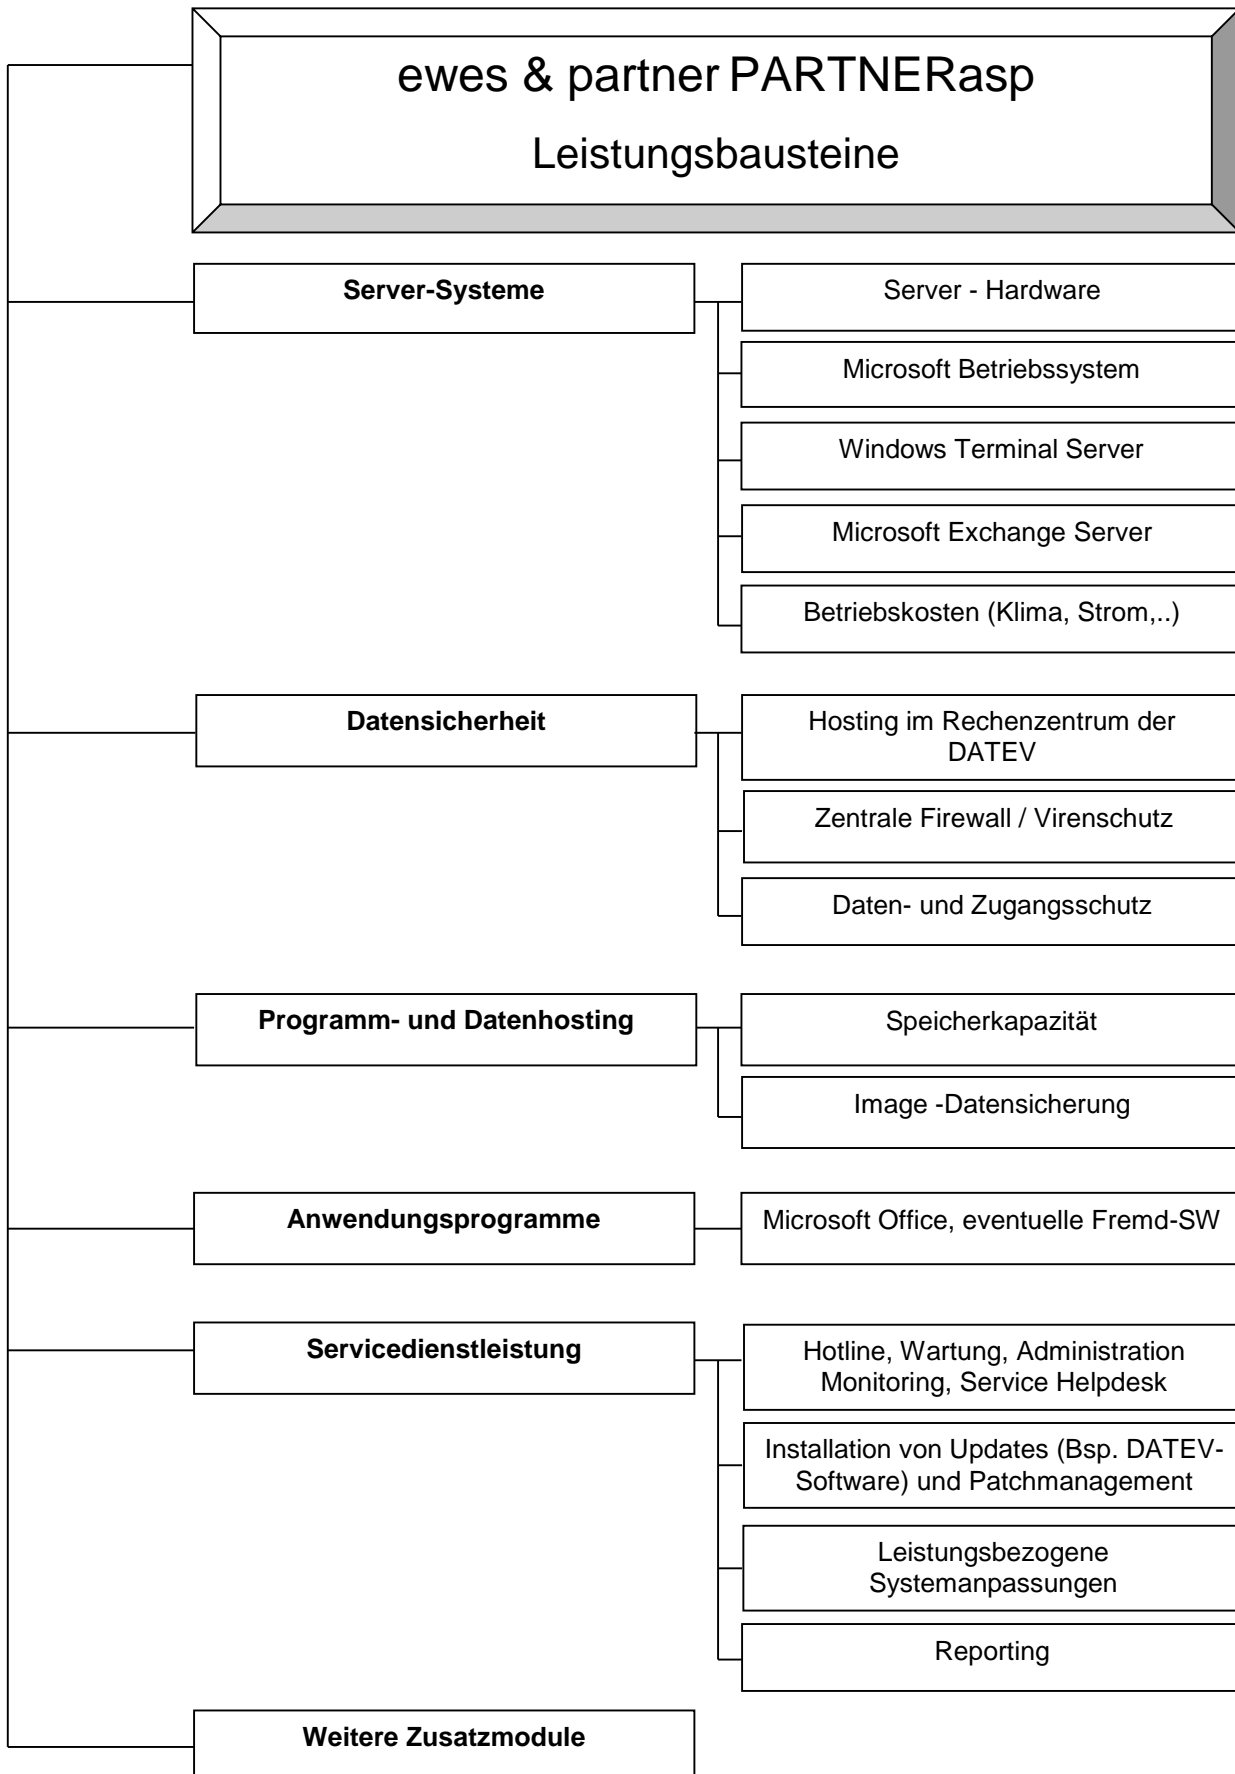 ewes & partner PARTNERasp
Leistungsbausteine
Server-Systeme
Server - Hardware
Microsoft Betriebssystem
Windows Terminal Server
Microsoft Exchange Server
Betriebskosten (Klima, Strom,..)
Datensicherheit
Hosting im Rechenzentrum der
DATEV
Zentrale Firewall / Virenschutz
Daten- und Zugangsschutz
Programm- und Datenhosting
Speicherkapazität
Image -Datensicherung
Anwendungsprogramme
Microsoft Office, eventuelle Fremd-SW
Servicedienstleistung
Hotline, Wartung, Administration
Monitoring, Service Helpdesk
Installation von Updates (Bsp. DATEV-
Software) und Patchmanagement
Leistungsbezogene
Systemanpassungen
Reporting
Weitere Zusatzmodule